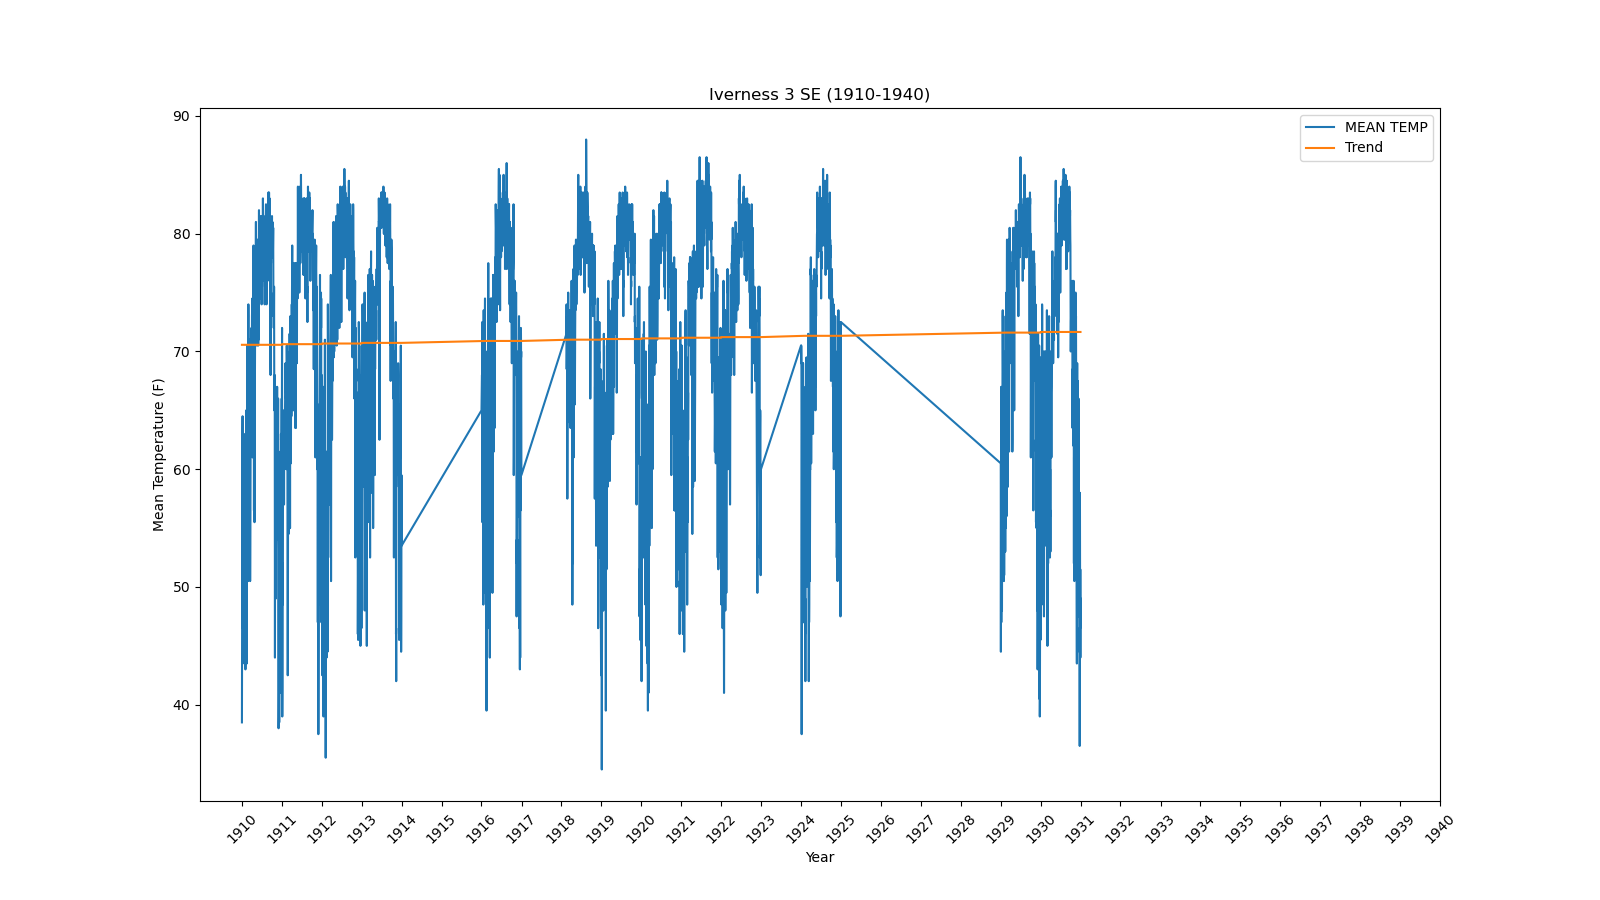 Iverness 3 SE (1910-1940)
MEAN TEMP
Trend
90
80
70
60
50
40
Mean Temperature (F)
1910 1911 1912 1913 1914 1915 1916 1917 1918 1919 1920 1921 1922 1923 1924 1925 1926 1927 1928 1929 1930 1931 1932 1933 1934 1935 1936 1937 1938 1939 1940
Year